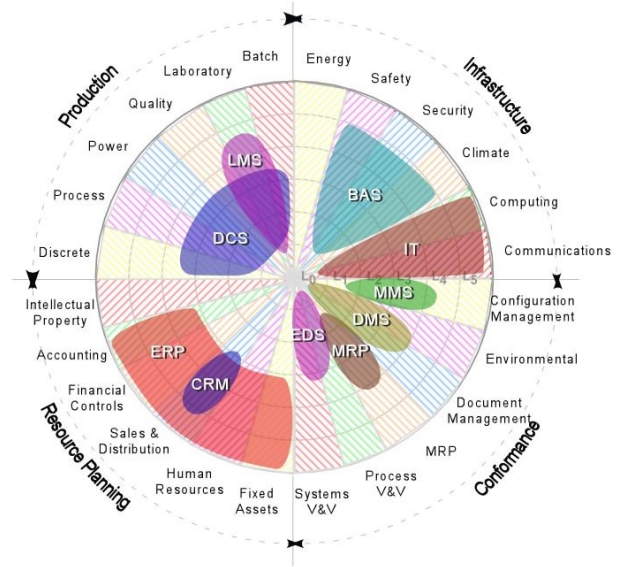 Production
Infrastructure
Batch
Energy
Laboratory
Safety
Quality
Security
Power
Climate
Process
Computing
Discrete
Communications
LMS
BAS
DCS
IT
L0 L1 L2 L3 L4 L5
MMS
Intellectual
Property
Configuration
Management
DMS
EDS
MRP
ERP
CRM
Accounting
Environmental
Financial
Controls
Document
Management
Sales &
Distribution
MRP
Human
Resources
Process
V&V
Fixed
Assets
Systems
V&V
Resource Planning
Conformance